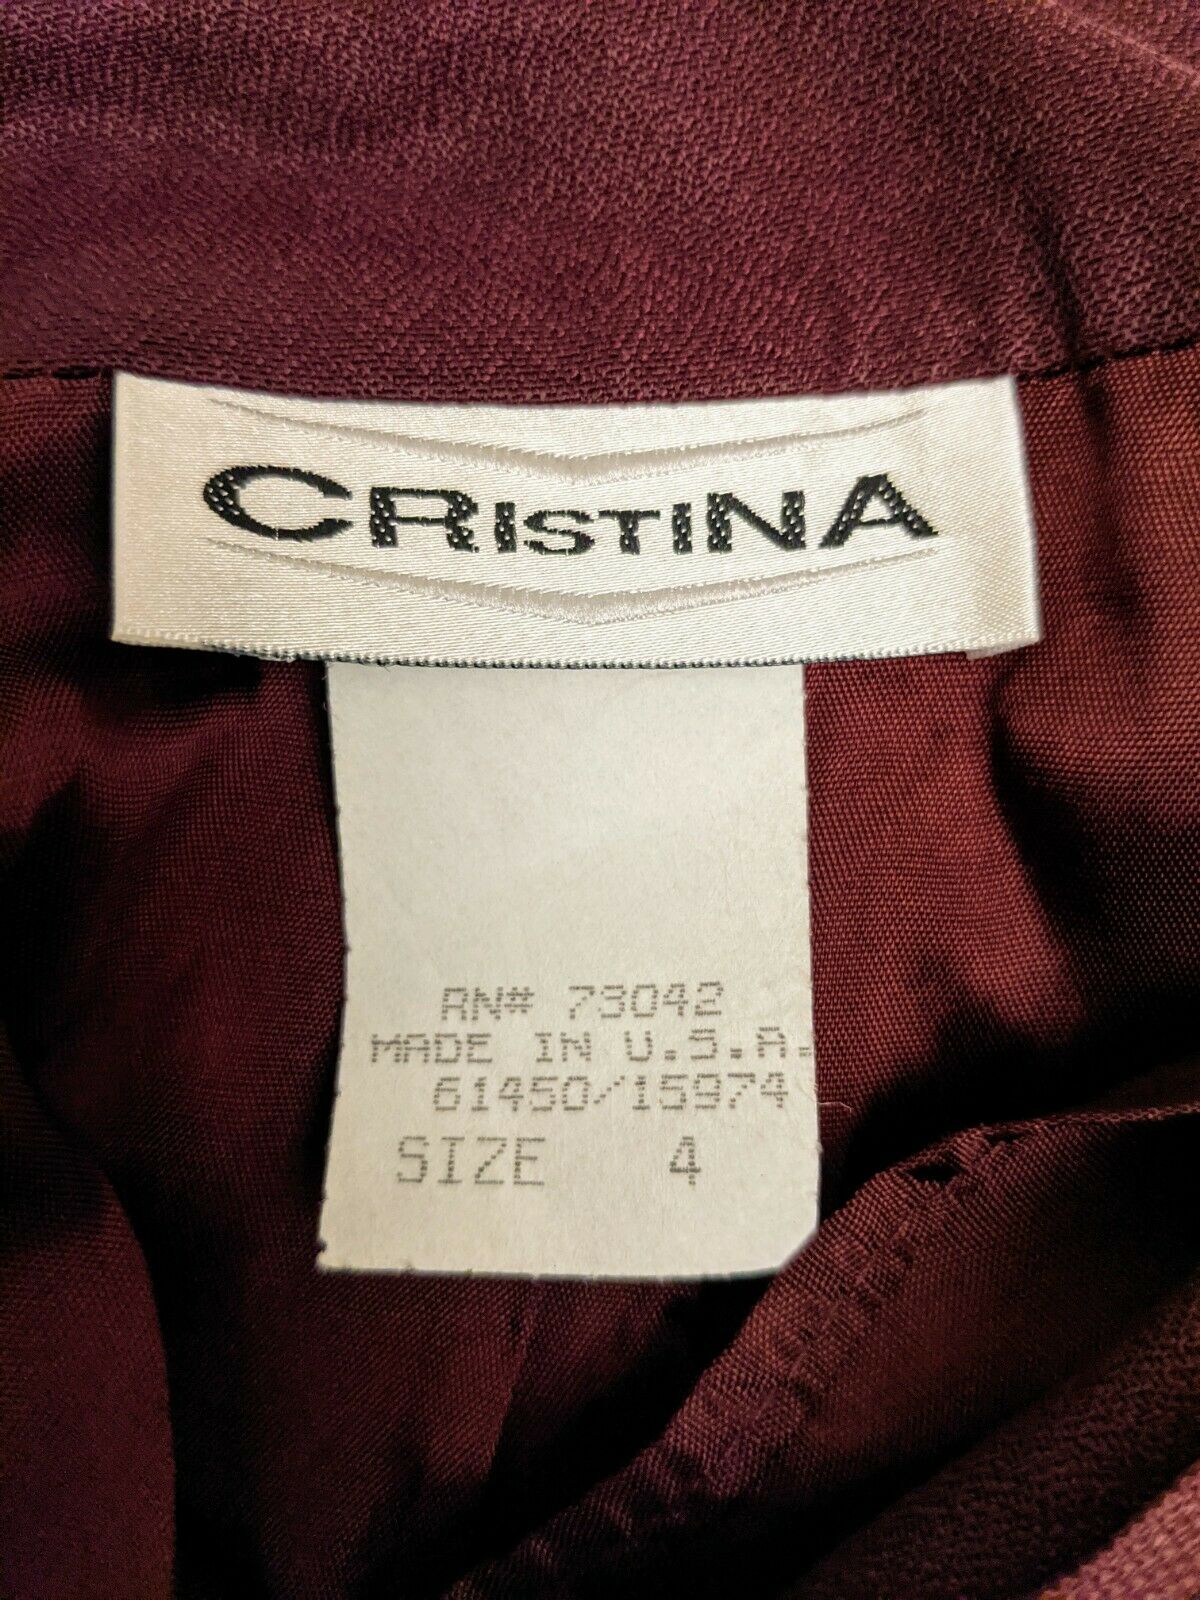 CRISTINA
RN# 73042
MADE IN U.S.A.
61450/15974
SIZE 4